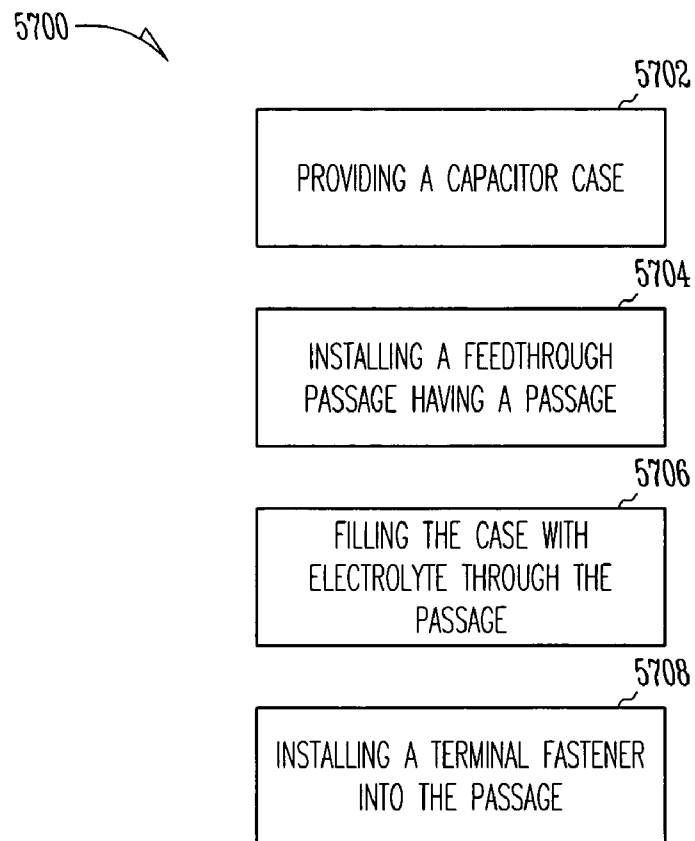 5700
5702
PROVIDING A CAPACITOR CASE
5704
INSTALLING A FEEDTHROUGH
PASSAGE HAVING A PASSAGE
5706
FILLING THE CASE WITH
ELECTROLYTE THROUGH THE
PASSAGE
5708
INSTALLING A TERMINAL FASTENER
INTO THE PASSAGE